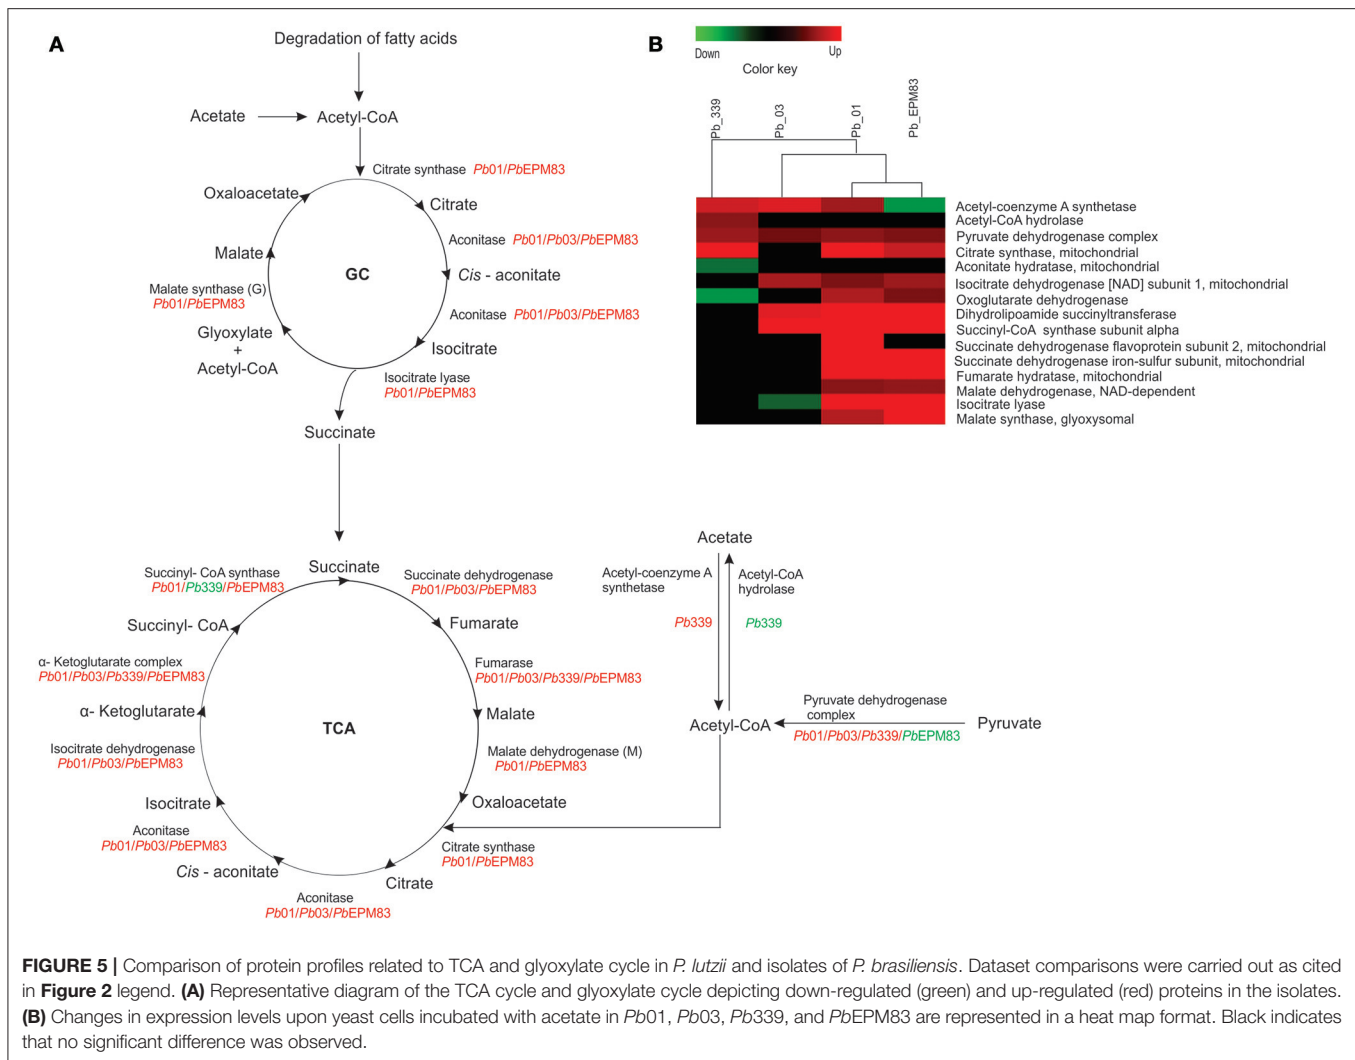 A
Degradation of fatty acids
Acetate
Acetyl-CoA
Citrate synthase Pb01/PbEPM83
Oxaloacetate
Citrate
Aconitase Pb01/Pb03/PbEPM83
Malate
GC
Cis - aconitate
Malate synthase (G)
Pb01/PbEPM83
Aconitase Pb01/Pb03/PbEPM83
Glyoxylate
+
Acetyl-CoA
Isocitrate
Isocitrate lyase
Pb01/PbEPM83
Succinate
Succinate
Succinyl- CoA synthase
Pb01/Pb339/PbEPM83
Succinate dehydrogenase
Pb01/Pb03/PbEPM83
Succinyl- CoA
Fumarate
α- Ketoglutarate complex
Pb01/Pb03/Pb339/PbEPM83
Fumarase
Pb01/Pb03/Pb339/PbEPM83
α- Ketoglutarate
TCA
Malate
Isocitrate dehydrogenase
Pb01/Pb03/PbEPM83
Malate dehydrogenase (M)
Pb01/PbEPM83
Isocitrate
Oxaloacetate
Aconitase
Pb01/Pb03/PbEPM83
Citrate synthase
Pb01/PbEPM83
Cis - aconitate
Citrate
Aconitase
Pb01/Pb03/PbEPM83
Acetate
Acetyl-coenzyme A
synthetase
Acetyl-CoA
hydrolase
Pb339
Pb339
Acetyl-CoA
Pyruvate dehydrogenase
complex
Pb01/Pb03/Pb339/PbEPM83
Pyruvate
B
Down
Up
Color key
Pb_339
Pb_03
Pb_01
Pb_EPM83
Acetyl-coenzyme A synthetase
Acetyl-CoA hydrolase
Pyruvate dehydrogenase complex
Citrate synthase, mitochondrial
Aconitate hydratase, mitochondrial
Isocitrate dehydrogenase [NAD] subunit 1, mitochondrial
Oxoglutarate dehydrogenase
Dihydrolipoamide succinyltransferase
Succinyl-CoA synthase subunit alpha
Succinate dehydrogenase flavoprotein subunit 2, mitochondrial
Succinate dehydrogenase iron-sulfur subunit, mitochondrial
Fumarate hydratase, mitochondrial
Malate dehydrogenase, NAD-dependent
Isocitrate lyase
Malate synthase, glyoxysomal
FIGURE 5 | Comparison of protein profiles related to TCA and glyoxylate cycle in P. lutzii and isolates of P. brasiliensis. Dataset comparisons were carried out as cited
in Figure 2 legend. (A) Representative diagram of the TCA cycle and glyoxylate cycle depicting down-regulated (green) and up-regulated (red) proteins in the isolates.
(B) Changes in expression levels upon yeast cells incubated with acetate in Pb01, Pb03, Pb339, and PbEPM83 are represented in a heat map format. Black indicates
that no significant difference was observed.